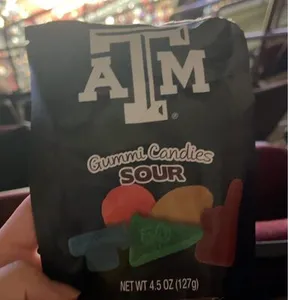 ATM
®
Gummi Candies
SOUR
NET WT 4.5 OZ (127g)